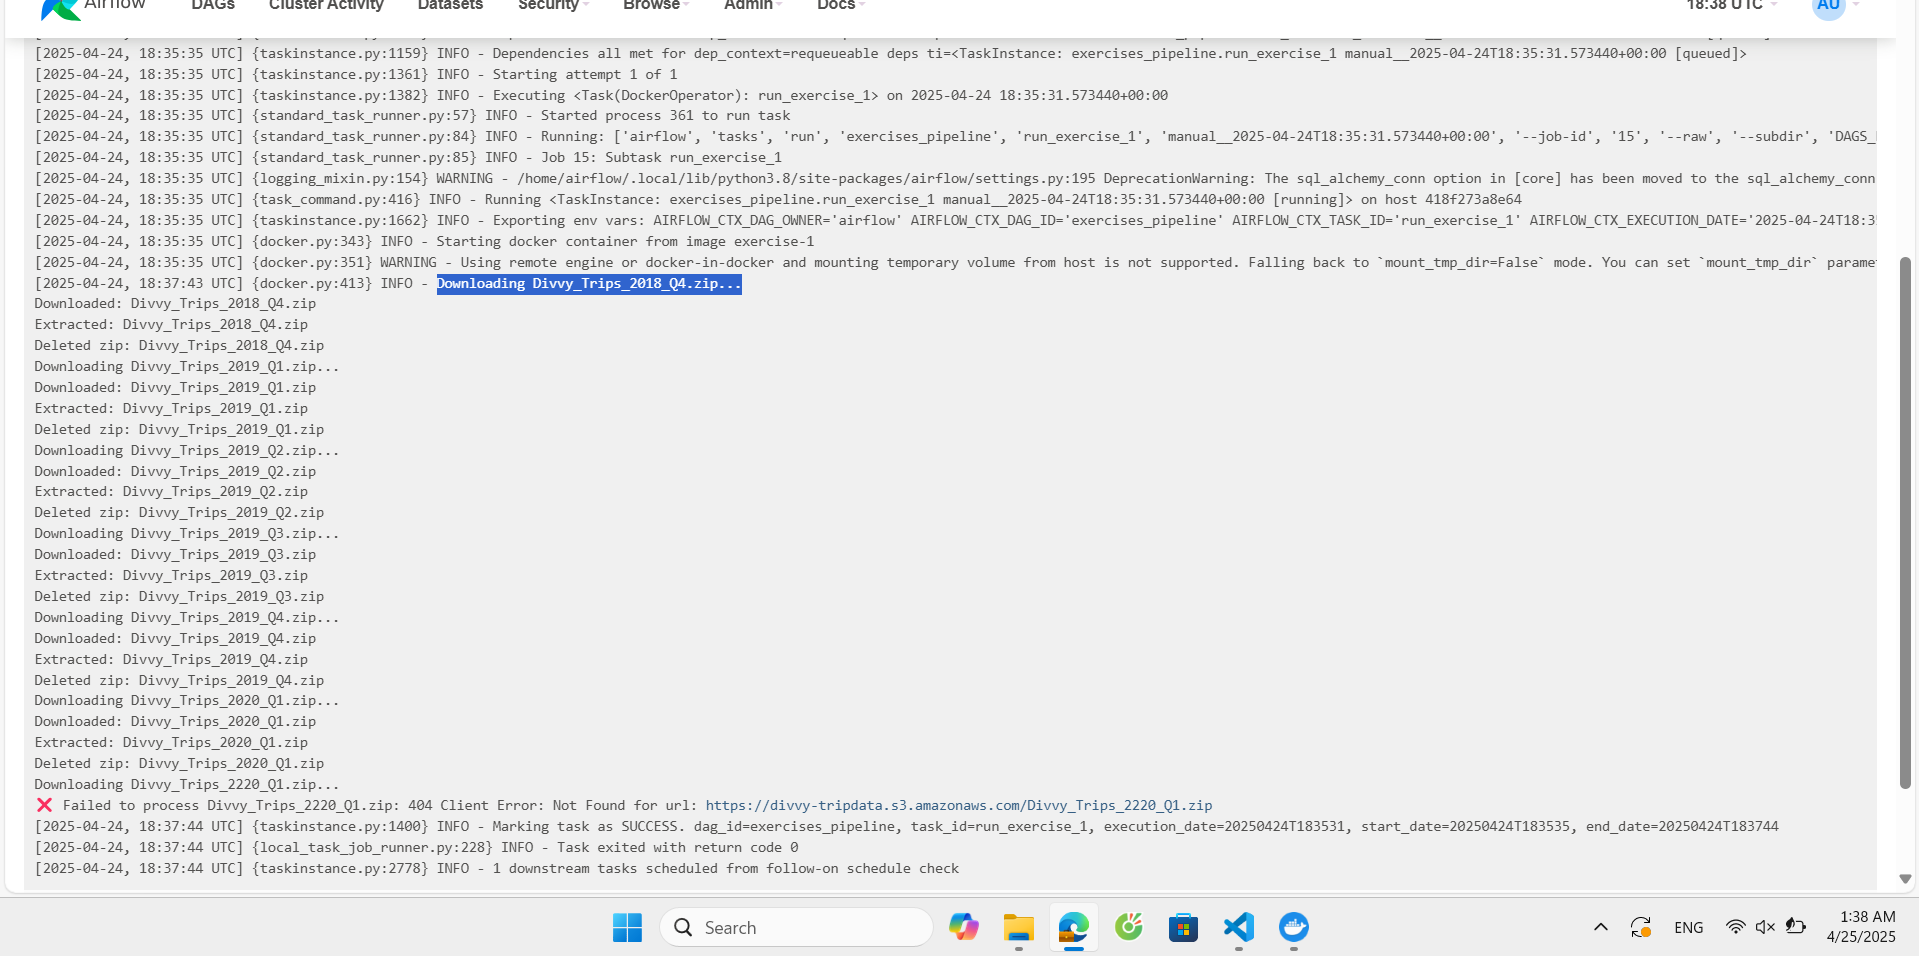 Airflow DAGs Cluster Activity Datasets Security Browse Admin Docs 18:38 UTC AU
[2025-04-24, 18:35:35 UTC] {taskinstance.py:1159} INFO - Dependencies all met for dep_context=requeueable deps ti=<TaskInstance: exercises_pipeline.run_exercise_1 manual__2025-04-24T18:35:31.573440+00:00 [queued]>
[2025-04-24, 18:35:35 UTC] {taskinstance.py:1361} INFO - Starting attempt 1 of 1
[2025-04-24, 18:35:35 UTC] {taskinstance.py:1382} INFO - Executing <Task(DockerOperator): run_exercise_1> on 2025-04-24 18:35:31.573440+00:00
[2025-04-24, 18:35:35 UTC] {standard_task_runner.py:57} INFO - Started process 361 to run task
[2025-04-24, 18:35:35 UTC] {standard_task_runner.py:84} INFO - Running: ['airflow', 'tasks', 'run', 'exercises_pipeline', 'run_exercise_1', 'manual__2025-04-24T18:35:31.573440+00:00', '--job-id', '15', '--raw', '--subdir', 'DAGS_
[2025-04-24, 18:35:35 UTC] {standard_task_runner.py:85} INFO - Job 15: Subtask run_exercise_1
[2025-04-24, 18:35:35 UTC] {logging_mixin.py:154} WARNING - /home/airflow/.local/lib/python3.8/site-packages/airflow/settings.py:195 DeprecationWarning: The sql_alchemy_conn option in [core] has been moved to the sql_alchemy_conn
[2025-04-24, 18:35:35 UTC] {task_command.py:416} INFO - Running <TaskInstance: exercises_pipeline.run_exercise_1 manual__2025-04-24T18:35:31.573440+00:00 [running]> on host 418f273a8e64
[2025-04-24, 18:35:35 UTC] {taskinstance.py:1662} INFO - Exporting env vars: AIRFLOW_CTX_DAG_OWNER='airflow' AIRFLOW_CTX_DAG_ID='exercises_pipeline' AIRFLOW_CTX_TASK_ID='run_exercise_1' AIRFLOW_CTX_EXECUTION_DATE='2025-04-24T18:3
[2025-04-24, 18:35:35 UTC] {docker.py:343} INFO - Starting docker container from image exercise-1
[2025-04-24, 18:35:35 UTC] {docker.py:351} WARNING - Using remote engine or docker-in-docker and mounting temporary volume from host is not supported. Falling back to `mount_tmp_dir=False` mode. You can set `mount_tmp_dir` paramet
[2025-04-24, 18:37:43 UTC] {docker.py:413} INFO - Downloading Divvy_Trips_2018_Q4.zip...
Downloaded: Divvy_Trips_2018_Q4.zip
Extracted: Divvy_Trips_2018_Q4.zip
Deleted zip: Divvy_Trips_2018_Q4.zip
Downloading Divvy_Trips_2019_Q1.zip...
Downloaded: Divvy_Trips_2019_Q1.zip
Extracted: Divvy_Trips_2019_Q1.zip
Deleted zip: Divvy_Trips_2019_Q1.zip
Downloading Divvy_Trips_2019_Q2.zip...
Downloaded: Divvy_Trips_2019_Q2.zip
Extracted: Divvy_Trips_2019_Q2.zip
Deleted zip: Divvy_Trips_2019_Q2.zip
Downloading Divvy_Trips_2019_Q3.zip...
Downloaded: Divvy_Trips_2019_Q3.zip
Extracted: Divvy_Trips_2019_Q3.zip
Deleted zip: Divvy_Trips_2019_Q3.zip
Downloading Divvy_Trips_2019_Q4.zip...
Downloaded: Divvy_Trips_2019_Q4.zip
Extracted: Divvy_Trips_2019_Q4.zip
Deleted zip: Divvy_Trips_2019_Q4.zip
Downloading Divvy_Trips_2020_Q1.zip...
Downloaded: Divvy_Trips_2020_Q1.zip
Extracted: Divvy_Trips_2020_Q1.zip
Deleted zip: Divvy_Trips_2020_Q1.zip
Downloading Divvy_Trips_2220_Q1.zip...
❌ Failed to process Divvy_Trips_2220_Q1.zip: 404 Client Error: Not Found for url: https://divvy-tripdata.s3.amazonaws.com/Divvy_Trips_2220_Q1.zip
[2025-04-24, 18:37:44 UTC] {taskinstance.py:1400} INFO - Marking task as SUCCESS. dag_id=exercises_pipeline, task_id=run_exercise_1, execution_date=20250424T183531, start_date=20250424T183535, end_date=20250424T183744
[2025-04-24, 18:37:44 UTC] {local_task_job_runner.py:228} INFO - Task exited with return code 0
[2025-04-24, 18:37:44 UTC] {taskinstance.py:2778} INFO - 1 downstream tasks scheduled from follow-on schedule check
Search
ENG
1:38 AM
4/25/2025